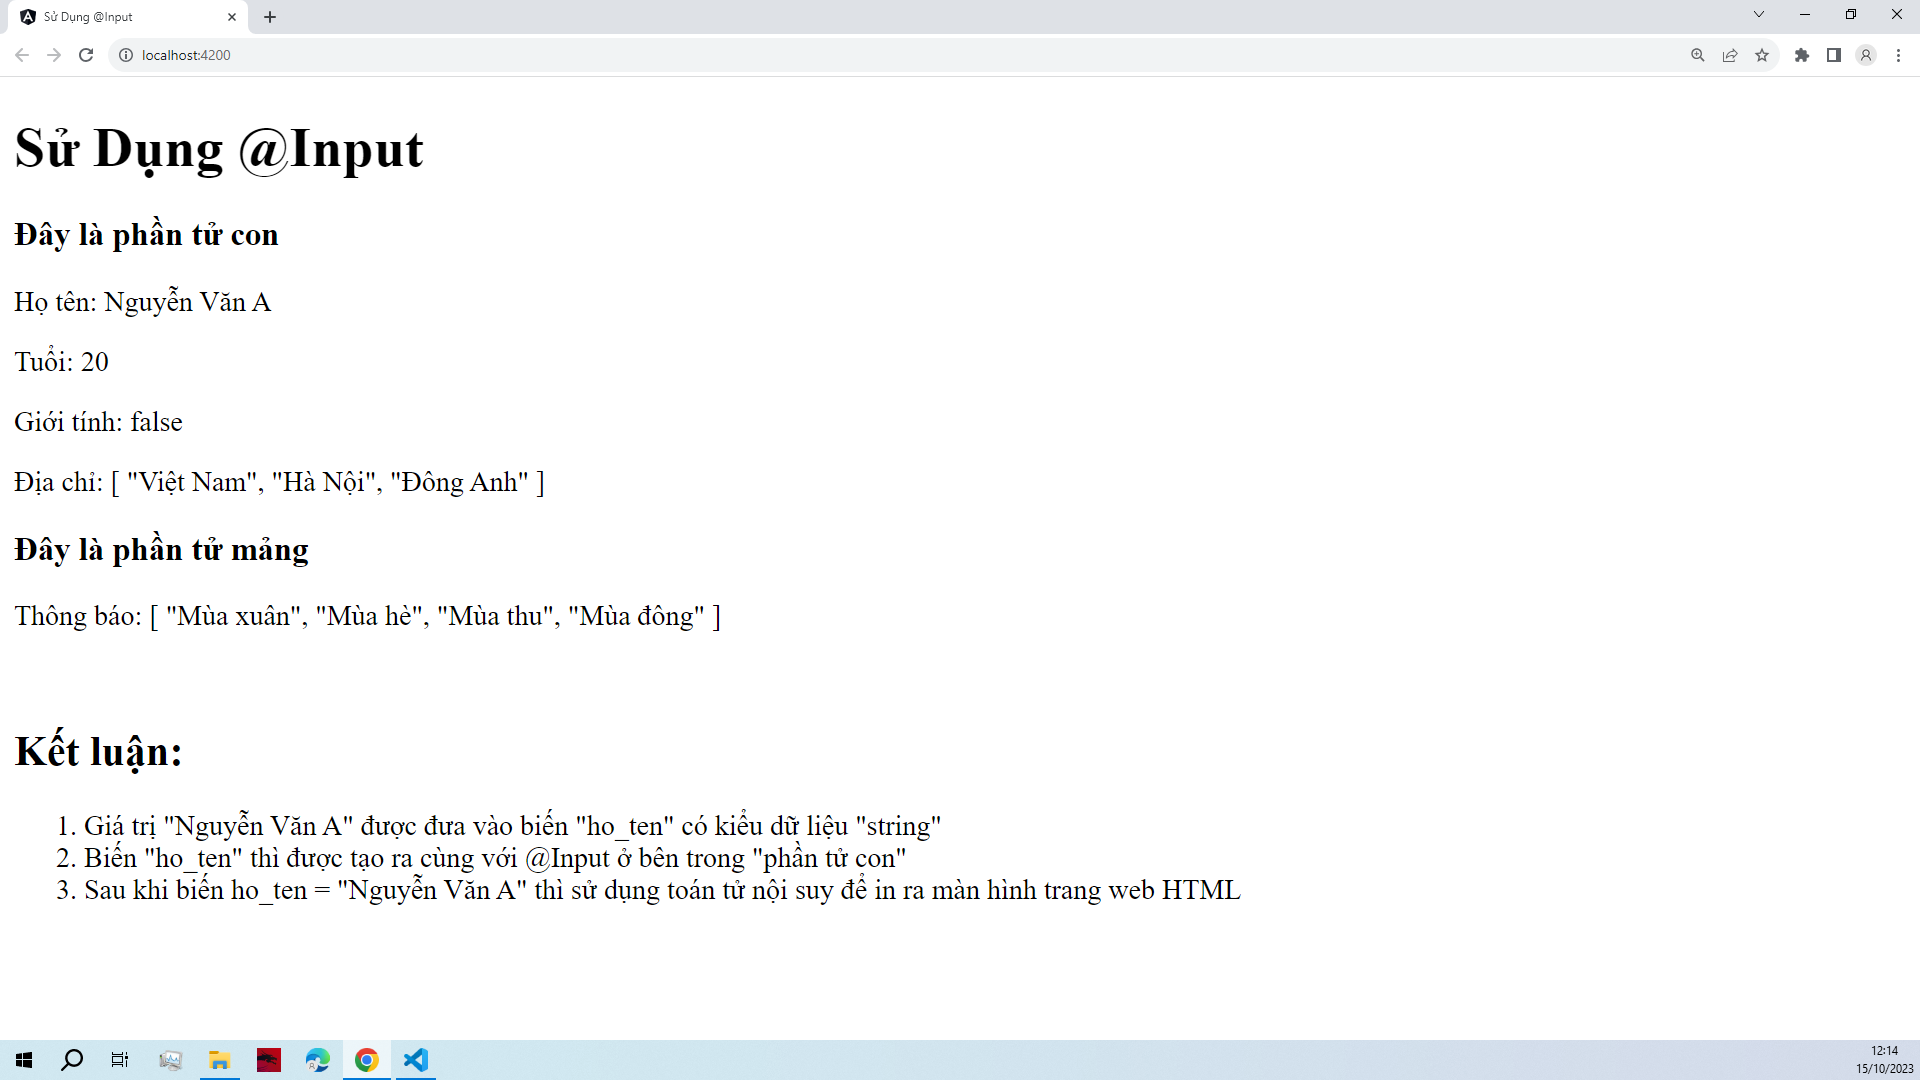 Sử Dụng @Input
localhost:4200
Sử Dụng @Input
Đây là phần tử con
Họ tên: Nguyễn Văn A
Tuổi: 20
Giới tính: false
Địa chỉ: [ "Việt Nam", "Hà Nội", "Đông Anh" ]
Đây là phần tử mảng
Thông báo: [ "Mùa xuân", "Mùa hè", "Mùa thu", "Mùa đông" ]
Kết luận:
1. Giá trị "Nguyễn Văn A" được đưa vào biến "ho_ten" có kiểu dữ liệu "string"
2. Biến "ho_ten" thì được tạo ra cùng với @Input ở bên trong "phần tử con"
3. Sau khi biến ho_ten = "Nguyễn Văn A" thì sử dụng toán tử nội suy để in ra màn hình trang web HTML
12:14
15/10/2023